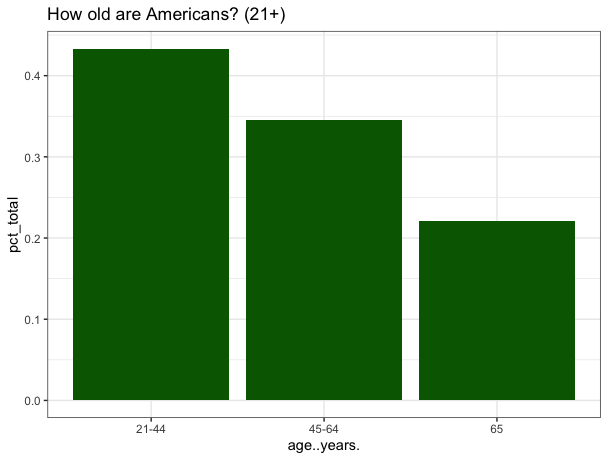 How old are Americans? (21+)
pct_total
0.4
0.3
0.2
0.1
0.0
21-44 45-64 65
age..years.